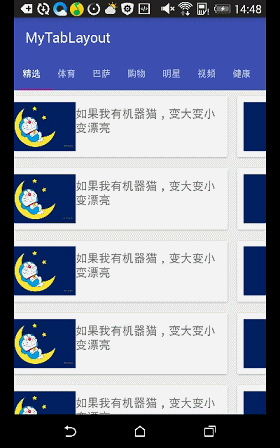 14:48
MyTabLayout
精选 体育 巴萨 购物 明星 视频 健康
如果我有机器猫，变大变小
变漂亮
如果我有机器猫，变大变小
变漂亮
如果我有机器猫，变大变小
变漂亮
如果我有机器猫，变大变小
变漂亮
如果我有机器猫，变大变小
变漂亮